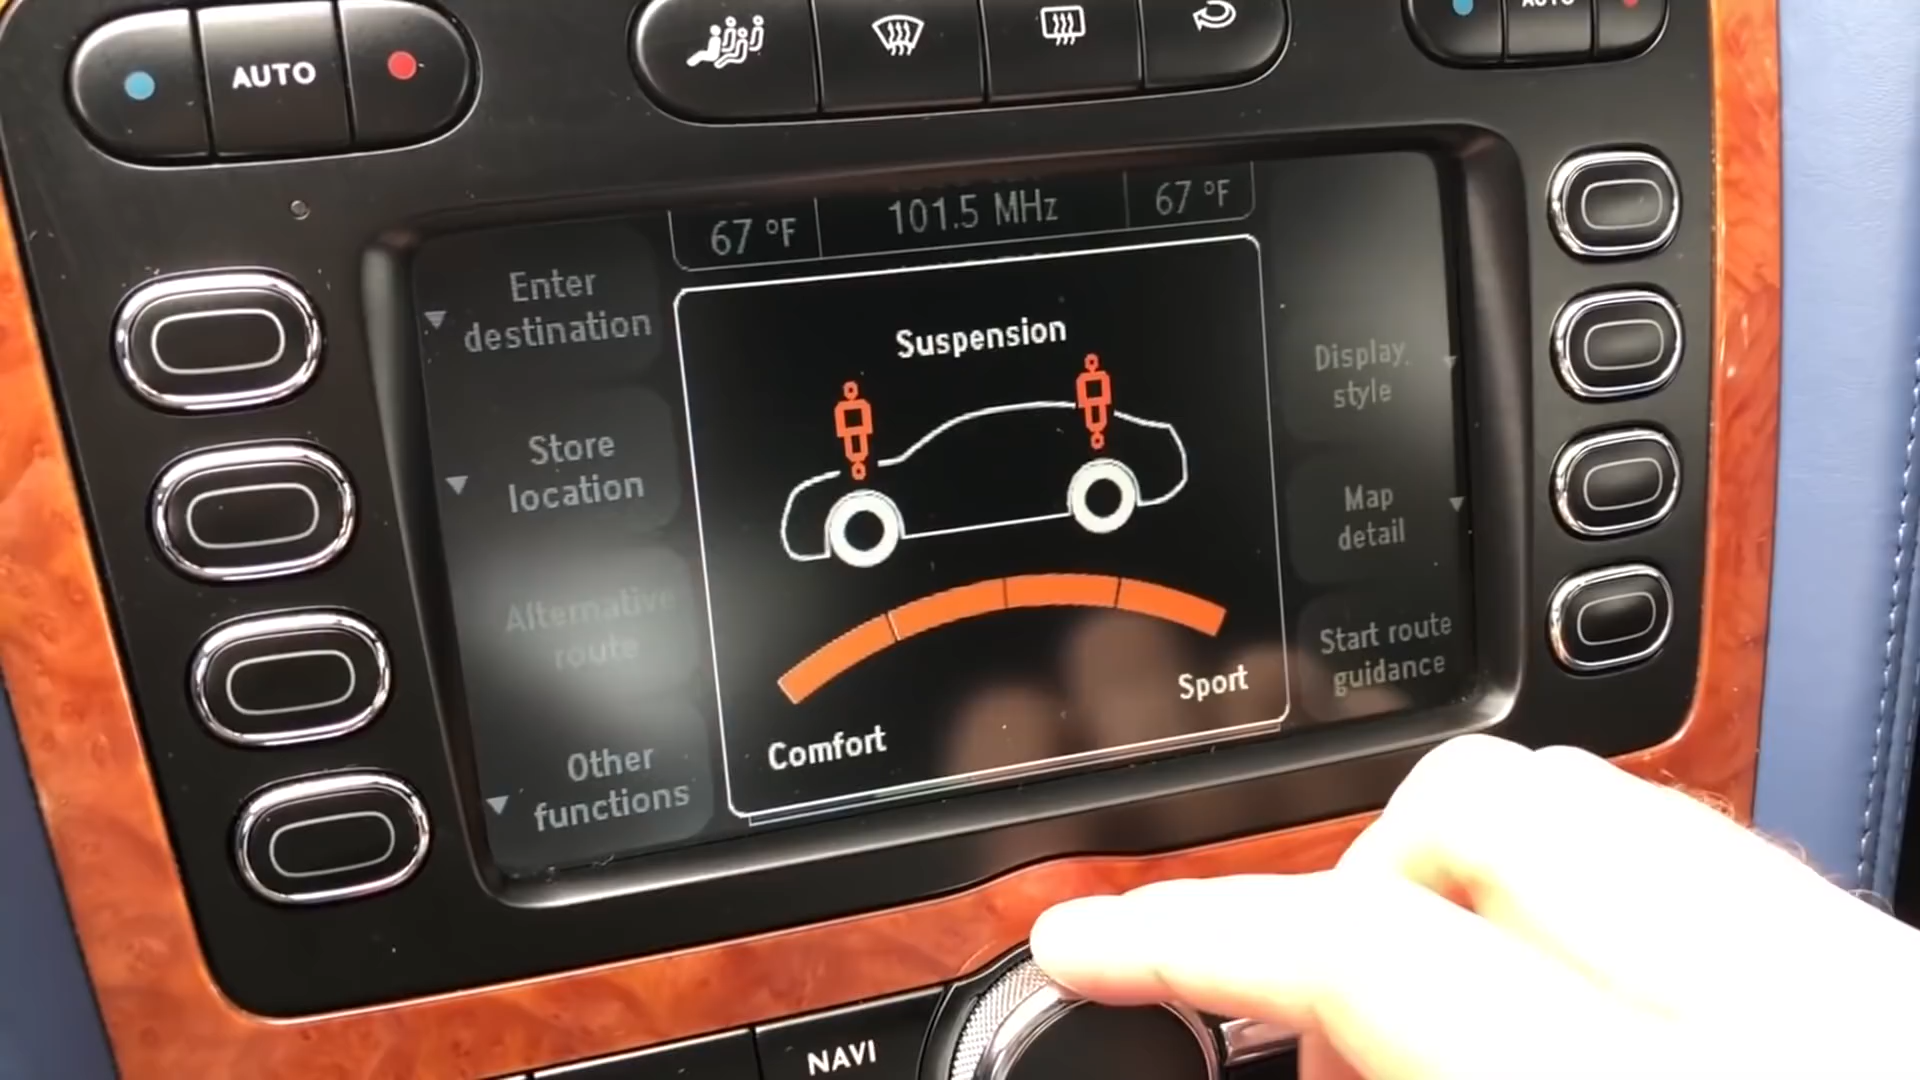 AUTO
AUTO
67 °F
101.5 MHz
67 °F
Enter
destination
Store
location
Alternative
route
Other
functions
Suspension
Comfort
Sport
Display
style
Map
detail
Start route
guidance
NAVI